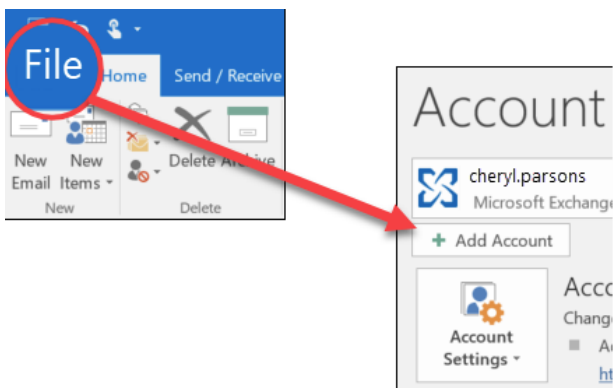 File
Home Send / Receive
New New Delete Archive
Email Items
New Delete
Account
cheryl.parsons
Microsoft Exchange
+ Add Account
Account
Settings
Acco
Change
A
ht